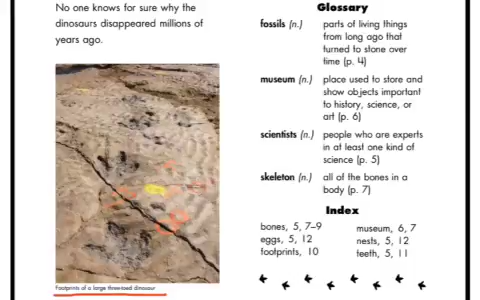 No one knows for sure why the
dinosaurs disappeared millions of
years ago.
Footprints of a large three-toed dinosaur
Glossary
fossils (n.) parts of living things
from long ago that
turned to stone over
time (p. 4)
museum (n.) place used to store and
show objects important
to history, science, or
art (p. 6)
scientists (n.) people who are experts
in at least one kind of
science (p. 5)
skeleton (n.) all of the bones in a
body (p. 7)
Index
bones, 5, 7–9
eggs, 5, 12
footprints, 10
museum, 6, 7
nests, 5, 12
teeth, 5, 11